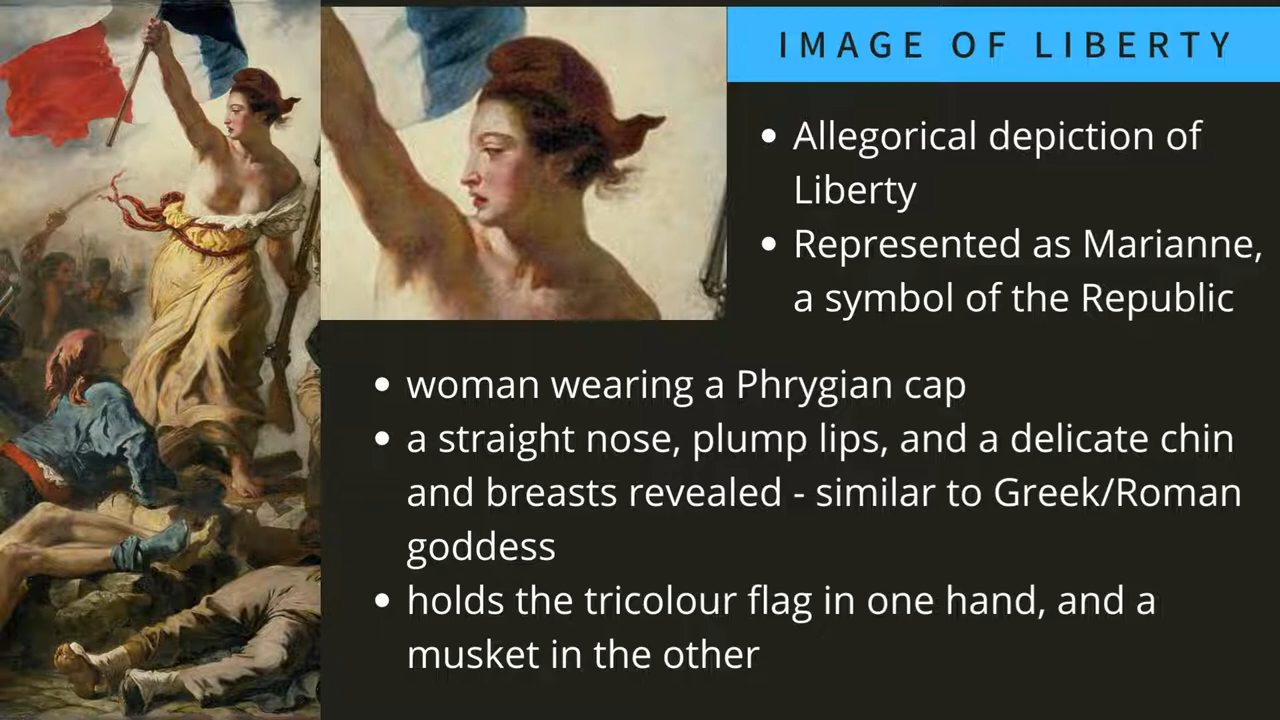 IMAGE OF LIBERTY
• Allegorical depiction of
Liberty
• Represented as Marianne,
a symbol of the Republic
• woman wearing a Phrygian cap
• a straight nose, plump lips, and a delicate chin
and breasts revealed - similar to Greek/Roman
goddess
• holds the tricolour flag in one hand, and a
musket in the other